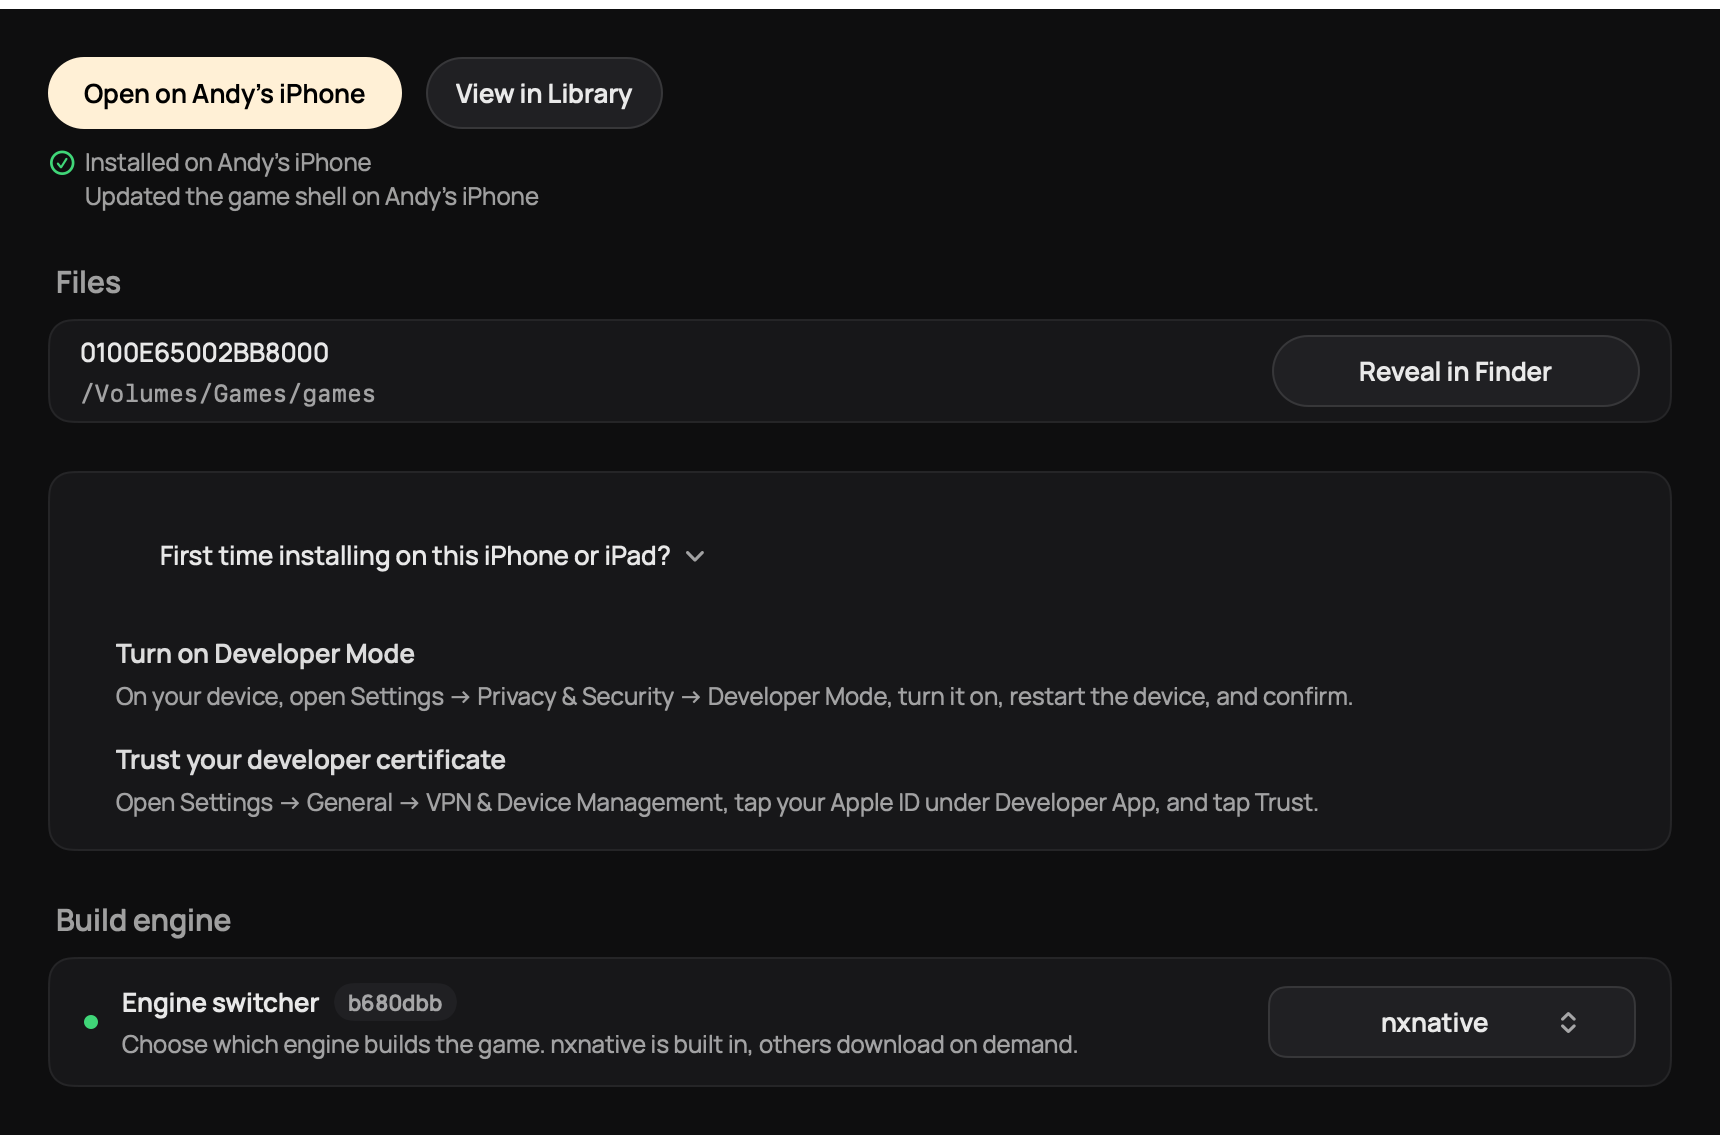 Open on Andy's iPhone
View in Library
Installed on Andy's iPhone
Updated the game shell on Andy's iPhone
Files
0100E65002BB8000
/Volumes/Games/games
Reveal in Finder
First time installing on this iPhone or iPad?
Turn on Developer Mode
On your device, open Settings → Privacy & Security → Developer Mode, turn it on, restart the device, and confirm.
Trust your developer certificate
Open Settings → General → VPN & Device Management, tap your Apple ID under Developer App, and tap Trust.
Build engine
Engine switcher b680dbb
Choose which engine builds the game. nxnative is built in, others download on demand.
nxnative